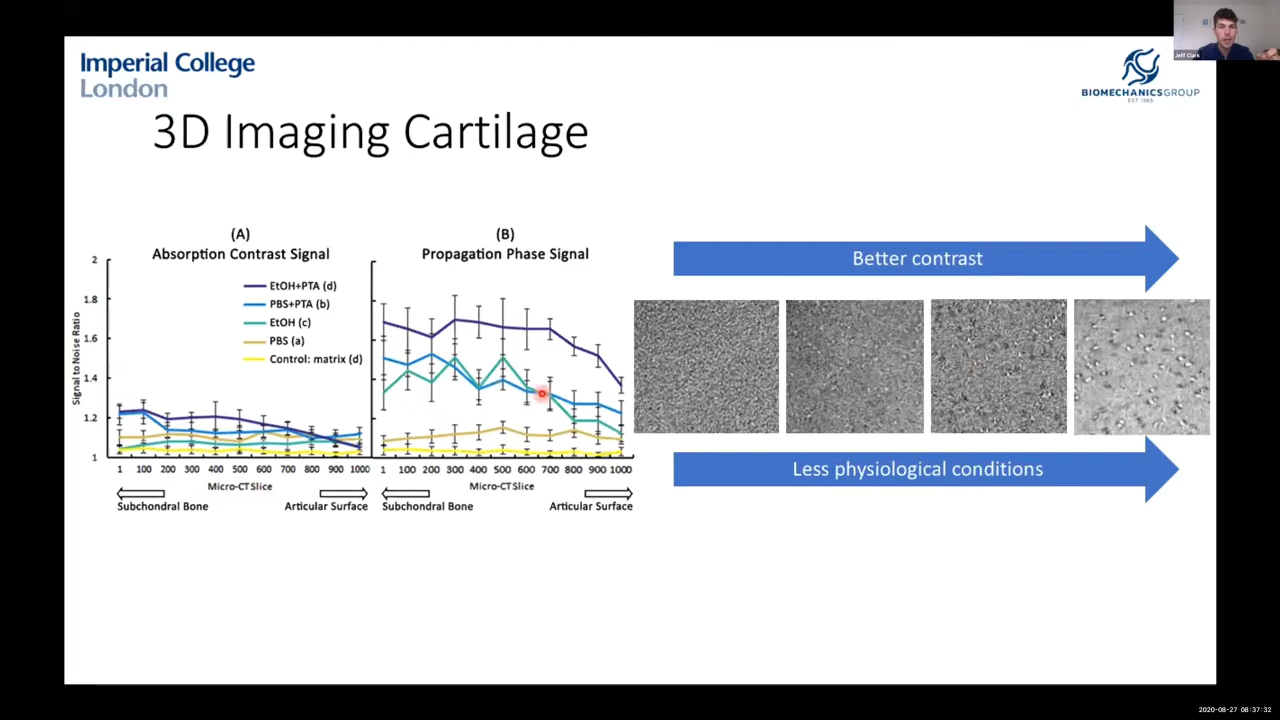 Jeff Clark
Imperial College
London
BIOMECHANICSGROUP
EST 1965
3D Imaging Cartilage
(A)
Absorption Contrast Signal
(B)
Propagation Phase Signal
Signal to Noise Ratio
2
1.8
1.6
1.4
1.2
1
EtOH+PTA (d)
PBS+PTA (b)
EtOH (c)
PBS (a)
Control: matrix (d)
1 100 200 300 400 500 600 700 800 900 1000
Micro-CT Slice
Subchondral Bone
Articular Surface
1 100 200 300 400 500 600 700 800 900 1000
Micro-CT Slice
Subchondral Bone
Articular Surface
Better contrast
Less physiological conditions
2020-08-27 08:37:32